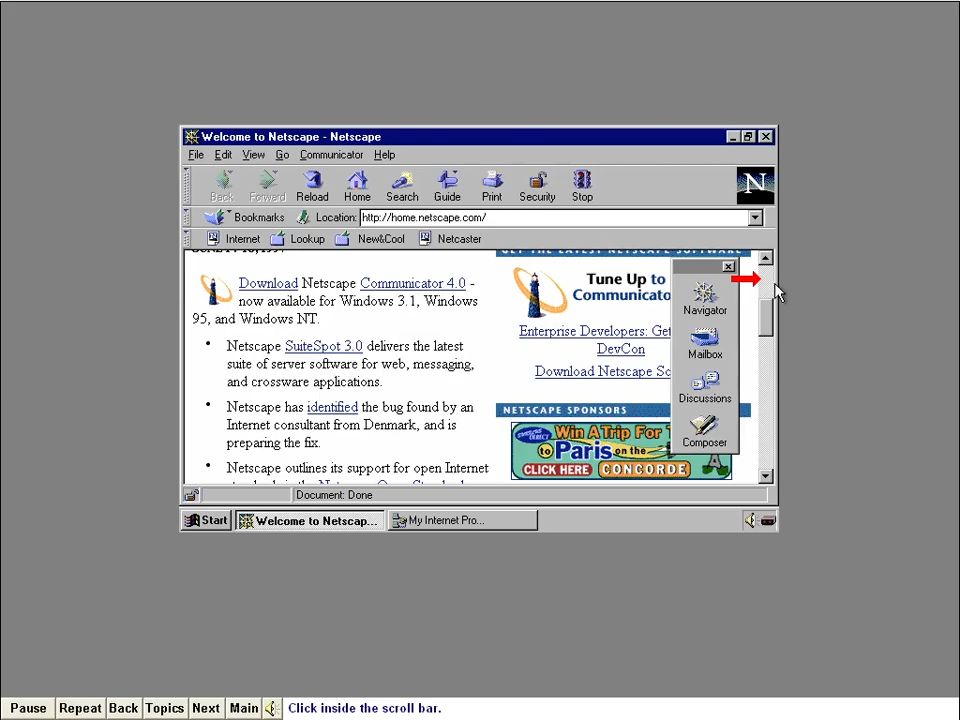 Welcome to Netscape - Netscape
File Edit View Go Communicator Help
Back Forward Reload Home Search Guide Print Security Stop
N
Bookmarks Location: http://home.netscape.com/
Internet Lookup New&Cool Netcaster
Download Netscape Communicator 4.0 -
now available for Windows 3.1, Windows
95, and Windows NT.
Netscape SuiteSpot 3.0 delivers the latest
suite of server software for web, messaging,
and crossware applications.
Netscape has identified the bug found by an
Internet consultant from Denmark, and is
preparing the fix.
Netscape outlines its support for open Internet
GET THE LATEST NETSCAPE SOFTWARE
Tune Up to
Communicato
Enterprise Developers: Get
DevCon
Download Netscape So
NETSCAPE SPONSORS
Win A Trip For
to Paris on the
CLICK HERE CONCORDE
Navigator
Mailbox
Discussions
Composer
Document: Done
Start Welcome to Netscap... My Internet Pro...
Pause Repeat Back Topics Next Main Click inside the scroll bar.